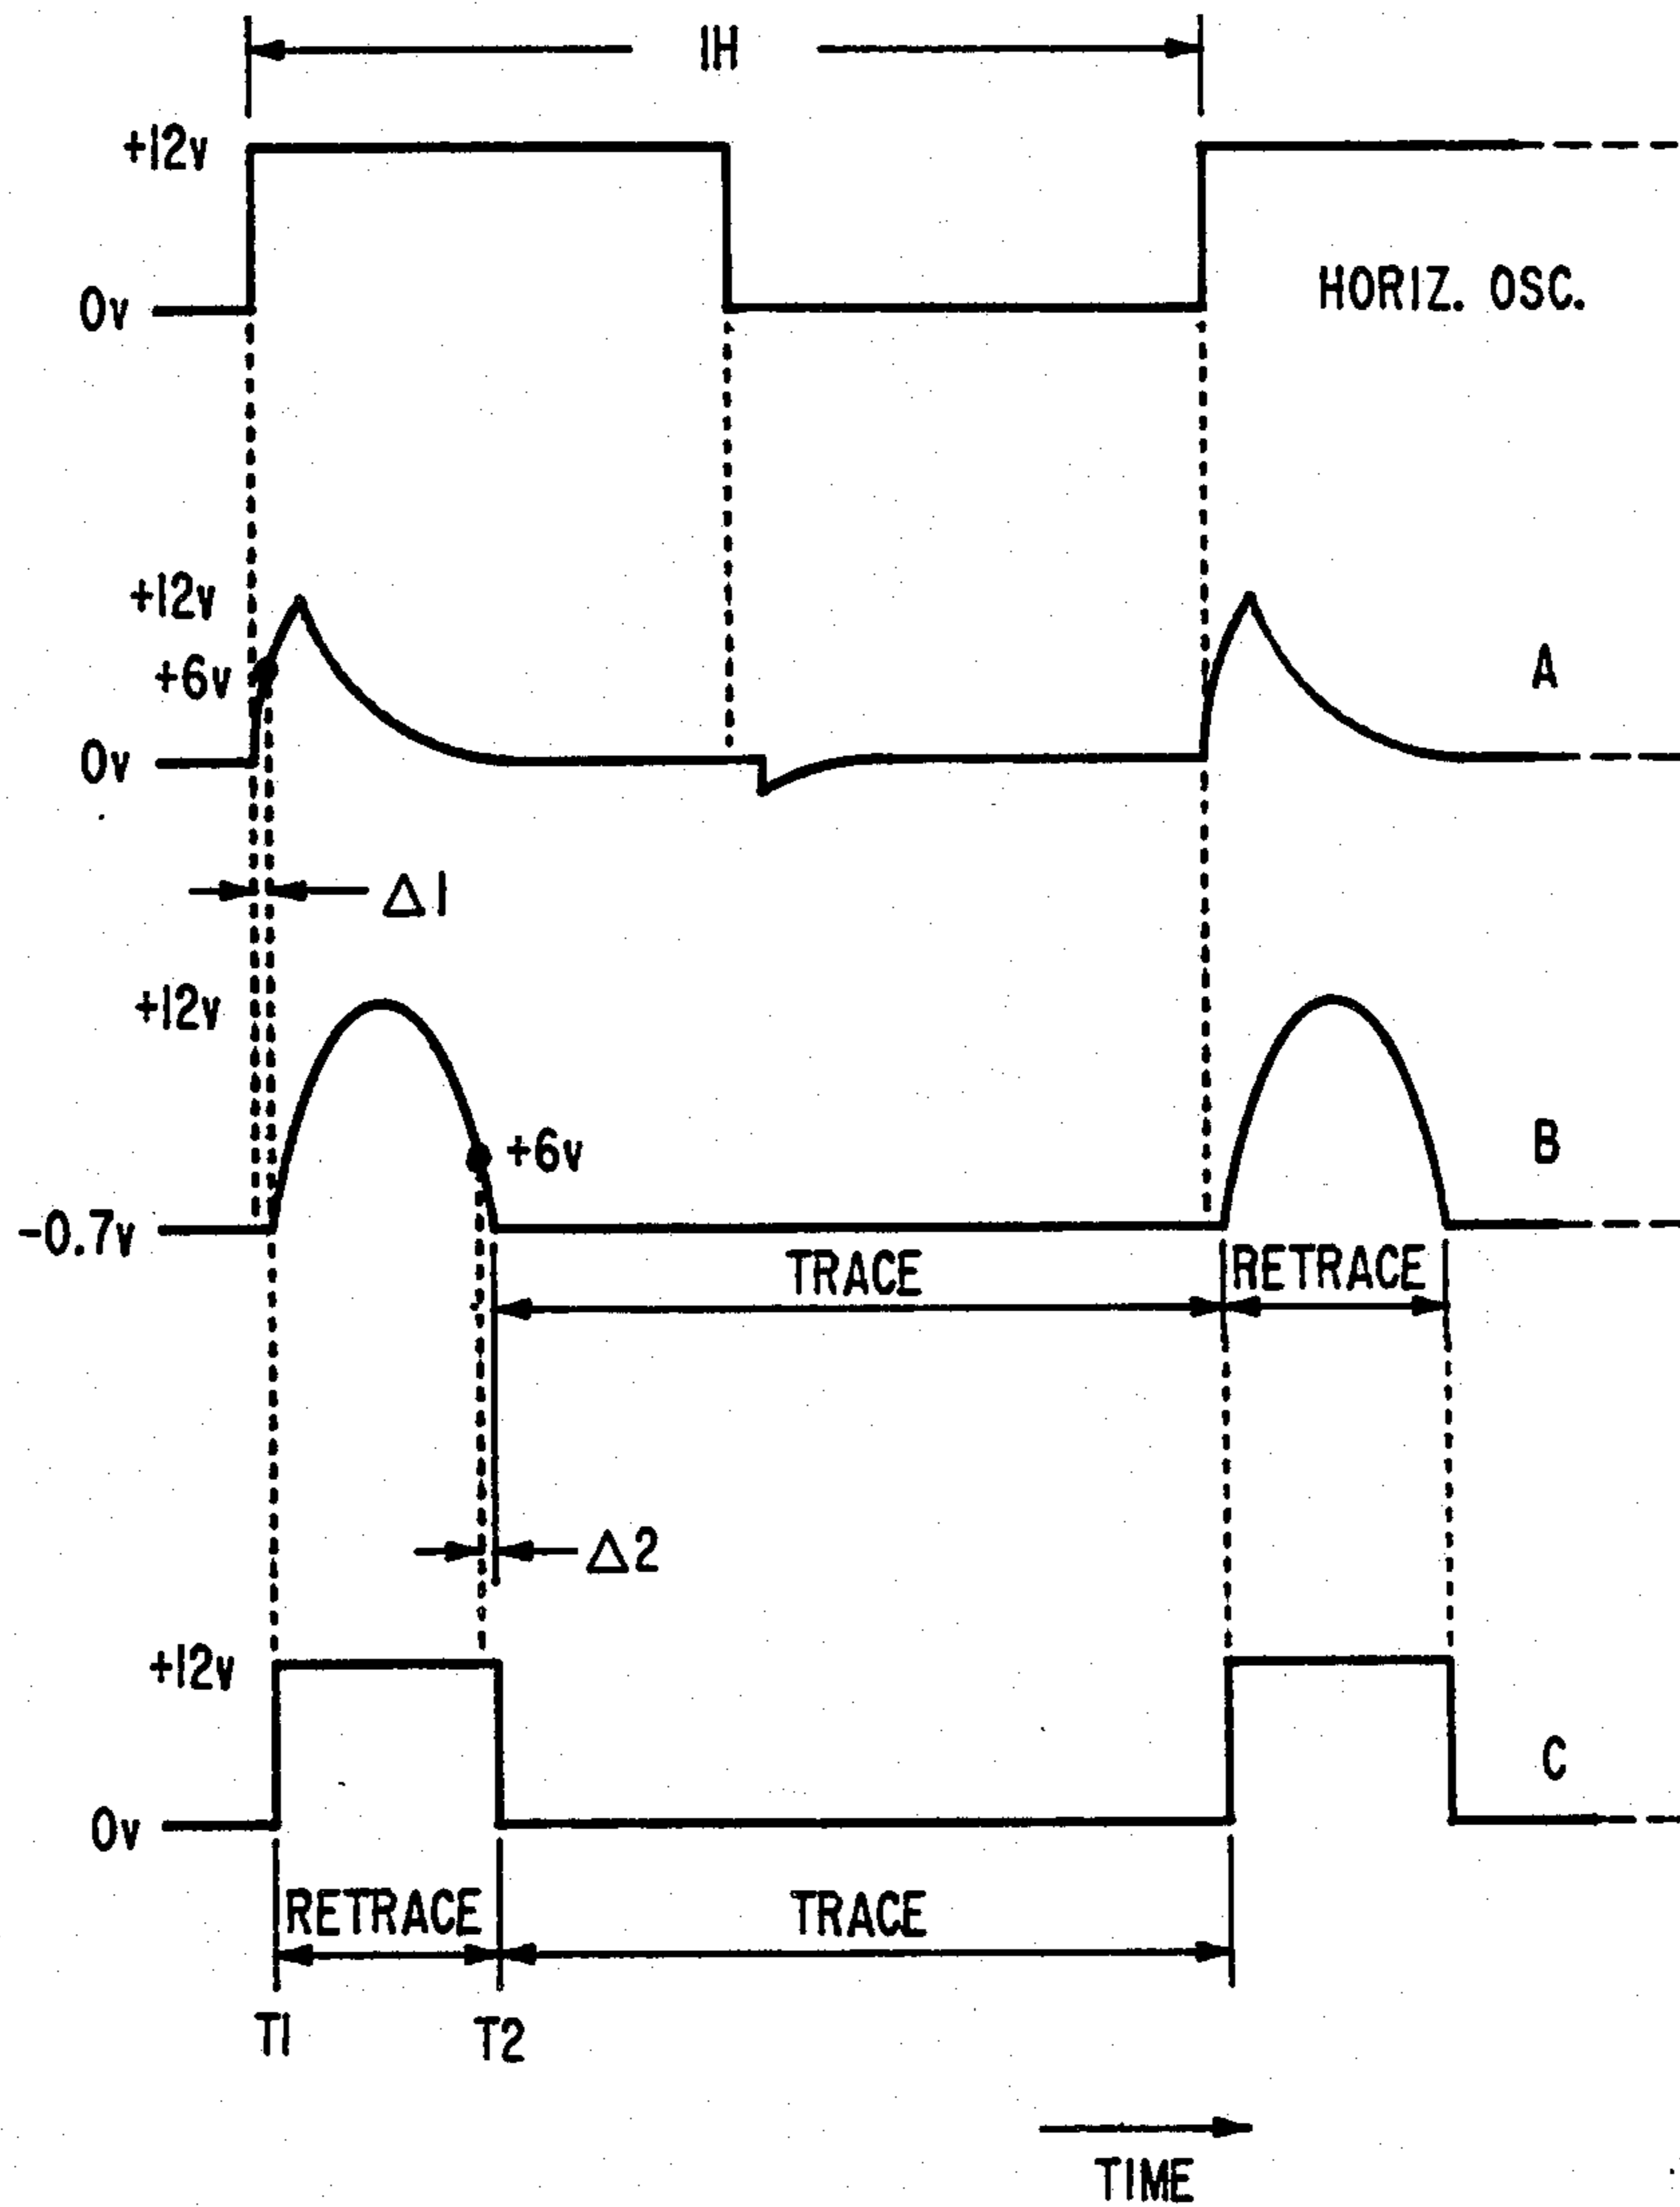 1H
+12v
0v
HORIZ. OSC.
+12v
+6v
0v
A
Δ1
+12v
+6v
-0.7v
B
TRACE
RETRACE
Δ2
+12v
0v
C
RETRACE
TRACE
T1
T2
TIME